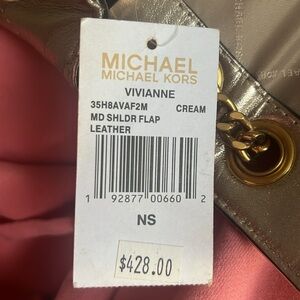 MICHAEL
MICHAEL KORS
VIVIANNE
35H8AVAF2M CREAM
MD SHLDR FLAP
LEATHER
1 92877 00660 2
NS
$428.00